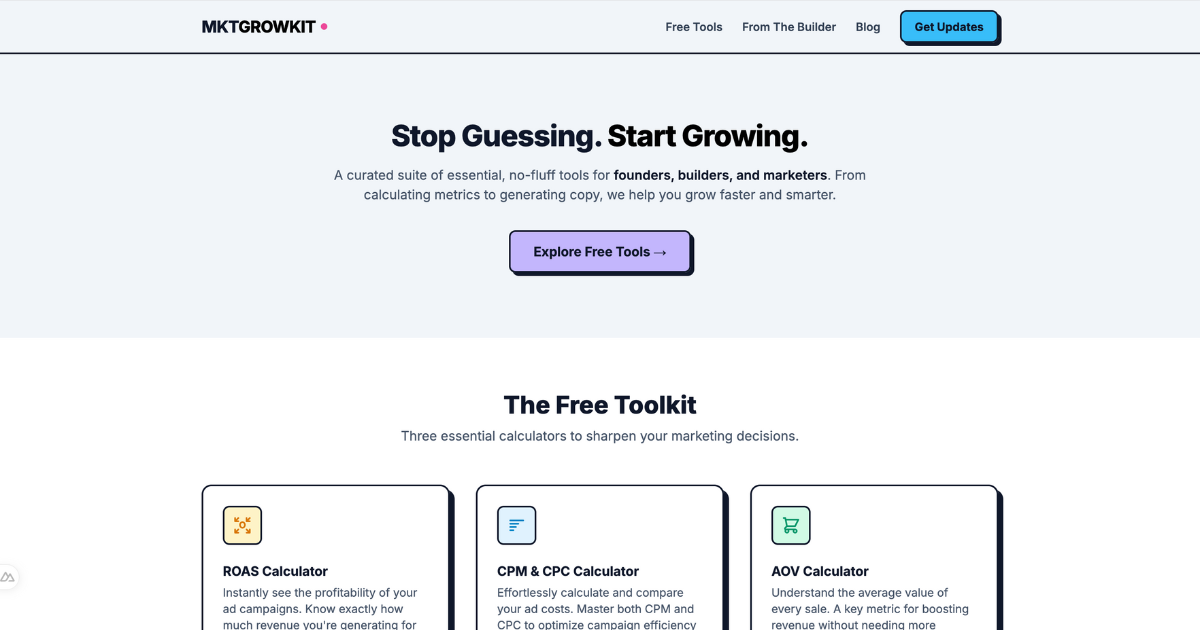 MKTGROWKIT
Free Tools
From The Builder
Blog
Get Updates
Stop Guessing. Start Growing.
A curated suite of essential, no-fluff tools for founders, builders, and marketers. From
calculating metrics to generating copy, we help you grow faster and smarter.
Explore Free Tools →
The Free Toolkit
Three essential calculators to sharpen your marketing decisions.
ROAS Calculator
Instantly see the profitability of your
ad campaigns. Know exactly how
much revenue you're generating for
CPM & CPC Calculator
Effortlessly calculate and compare
your ad costs. Master both CPM and
CPC to optimize campaign efficiency
AOV Calculator
Understand the average value of
every sale. A key metric for boosting
revenue without needing more